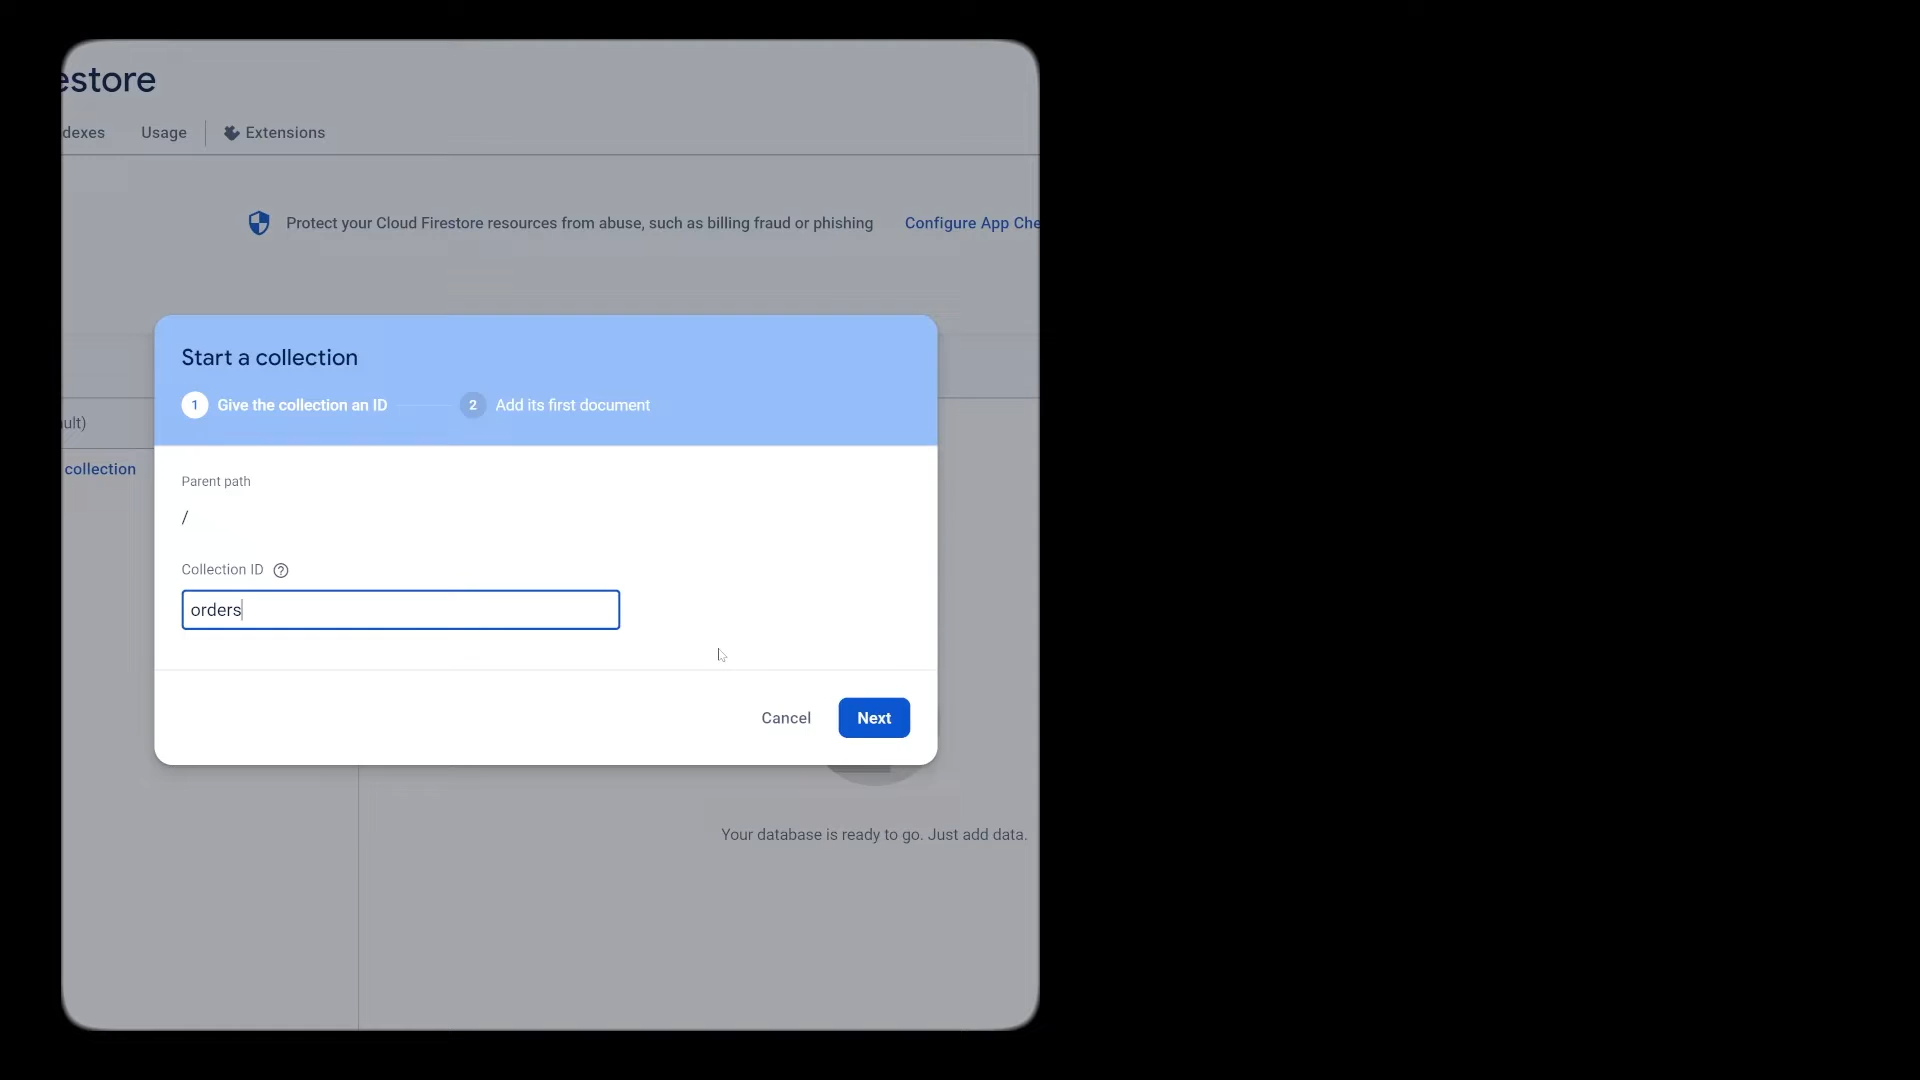 estore
dexes Usage Extensions
Protect your Cloud Firestore resources from abuse, such as billing fraud or phishing Configure App Che
Start a collection
1 Give the collection an ID 2 Add its first document
ult)
collection
Parent path
/
Collection ID
orders
Cancel Next
Your database is ready to go. Just add data.